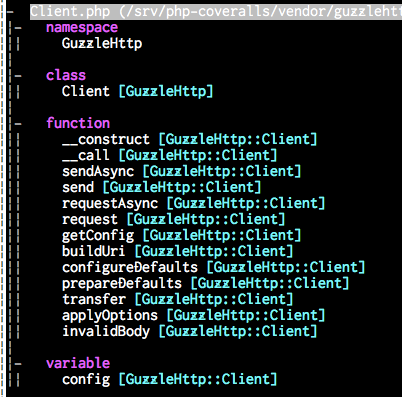 Client.php (/srv/php-coveralls/vendor/guzzleht
namespace
GuzzleHttp
class
Client [GuzzleHttp]
function
__construct [GuzzleHttp::Client]
__call [GuzzleHttp::Client]
sendAsync [GuzzleHttp::Client]
send [GuzzleHttp::Client]
requestAsync [GuzzleHttp::Client]
request [GuzzleHttp::Client]
getConfig [GuzzleHttp::Client]
buildUri [GuzzleHttp::Client]
configureDefaults [GuzzleHttp::Client]
prepareDefaults [GuzzleHttp::Client]
transfer [GuzzleHttp::Client]
applyOptions [GuzzleHttp::Client]
invalidBody [GuzzleHttp::Client]
variable
config [GuzzleHttp::Client]